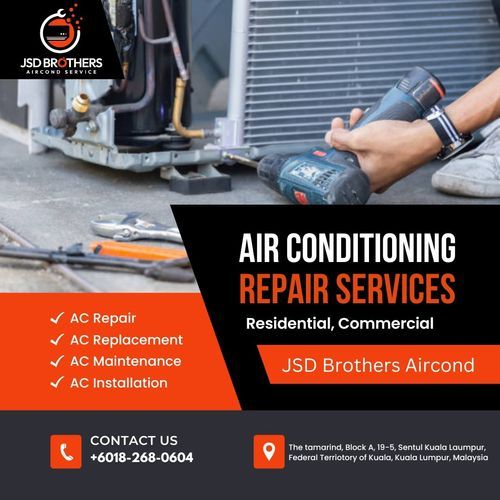 JSD BROTHERS
AIRCOND SERVICE
AIR CONDITIONING
REPAIR SERVICES
Residential, Commercial
JSD Brothers Aircond
AC Repair
AC Replacement
AC Maintenance
AC Installation
CONTACT US
+6018-268-0604
The tamarind, Block A, 19-5, Sentul Kuala Laumpur,
Federal Terriotory of Kuala, Kuala Lumpur, Malaysia